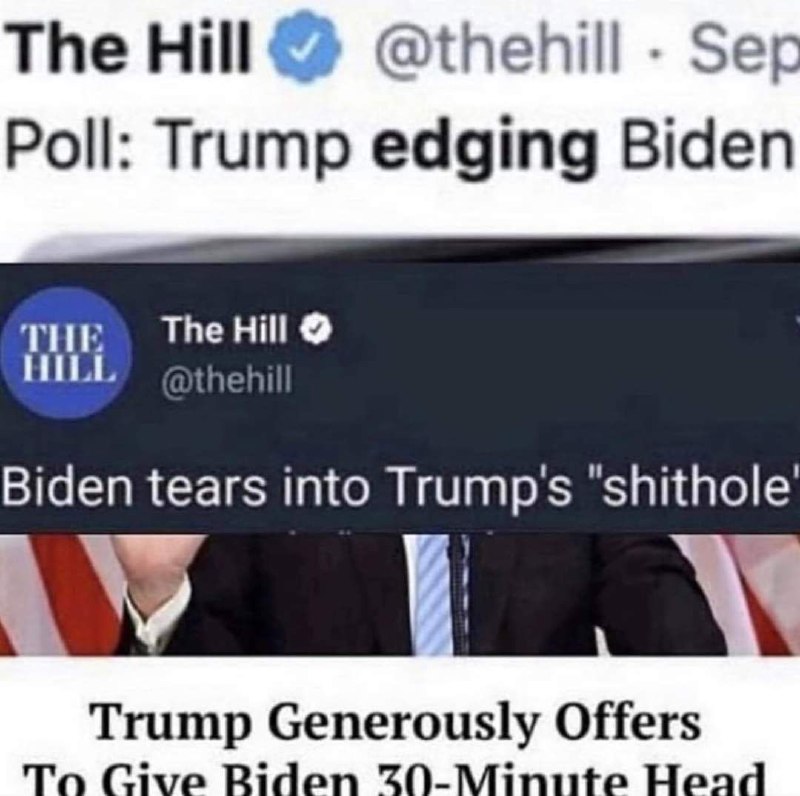 The Hill @thehill · Sep
Poll: Trump edging Biden
THE
HILL
The Hill
@thehill
Biden tears into Trump's "shithole"
Trump Generously Offers
To Give Biden 30-Minute Head